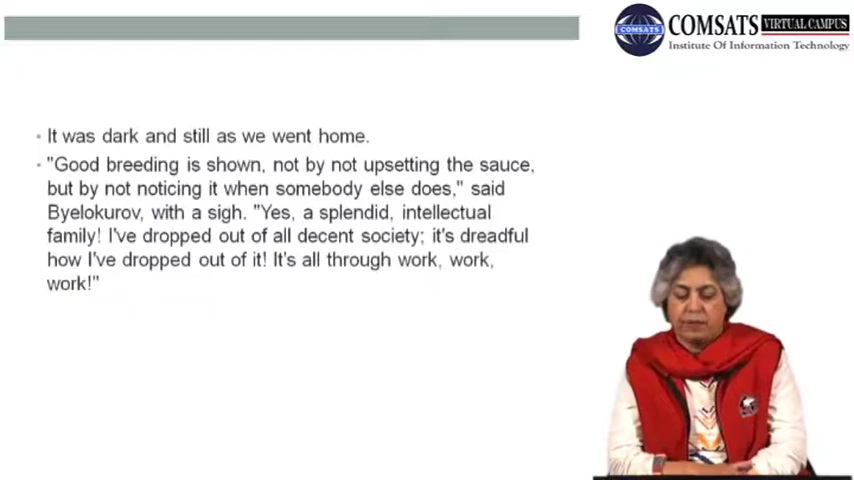 COMSATS VIRTUAL CAMPUS
Institute Of Information Technology
COMSATS
It was dark and still as we went home.
"Good breeding is shown, not by not upsetting the sauce,
but by not noticing it when somebody else does," said
Byelokurov, with a sigh. "Yes, a splendid, intellectual
family! I've dropped out of all decent society; it's dreadful
how I've dropped out of it! It's all through work, work,
work!"